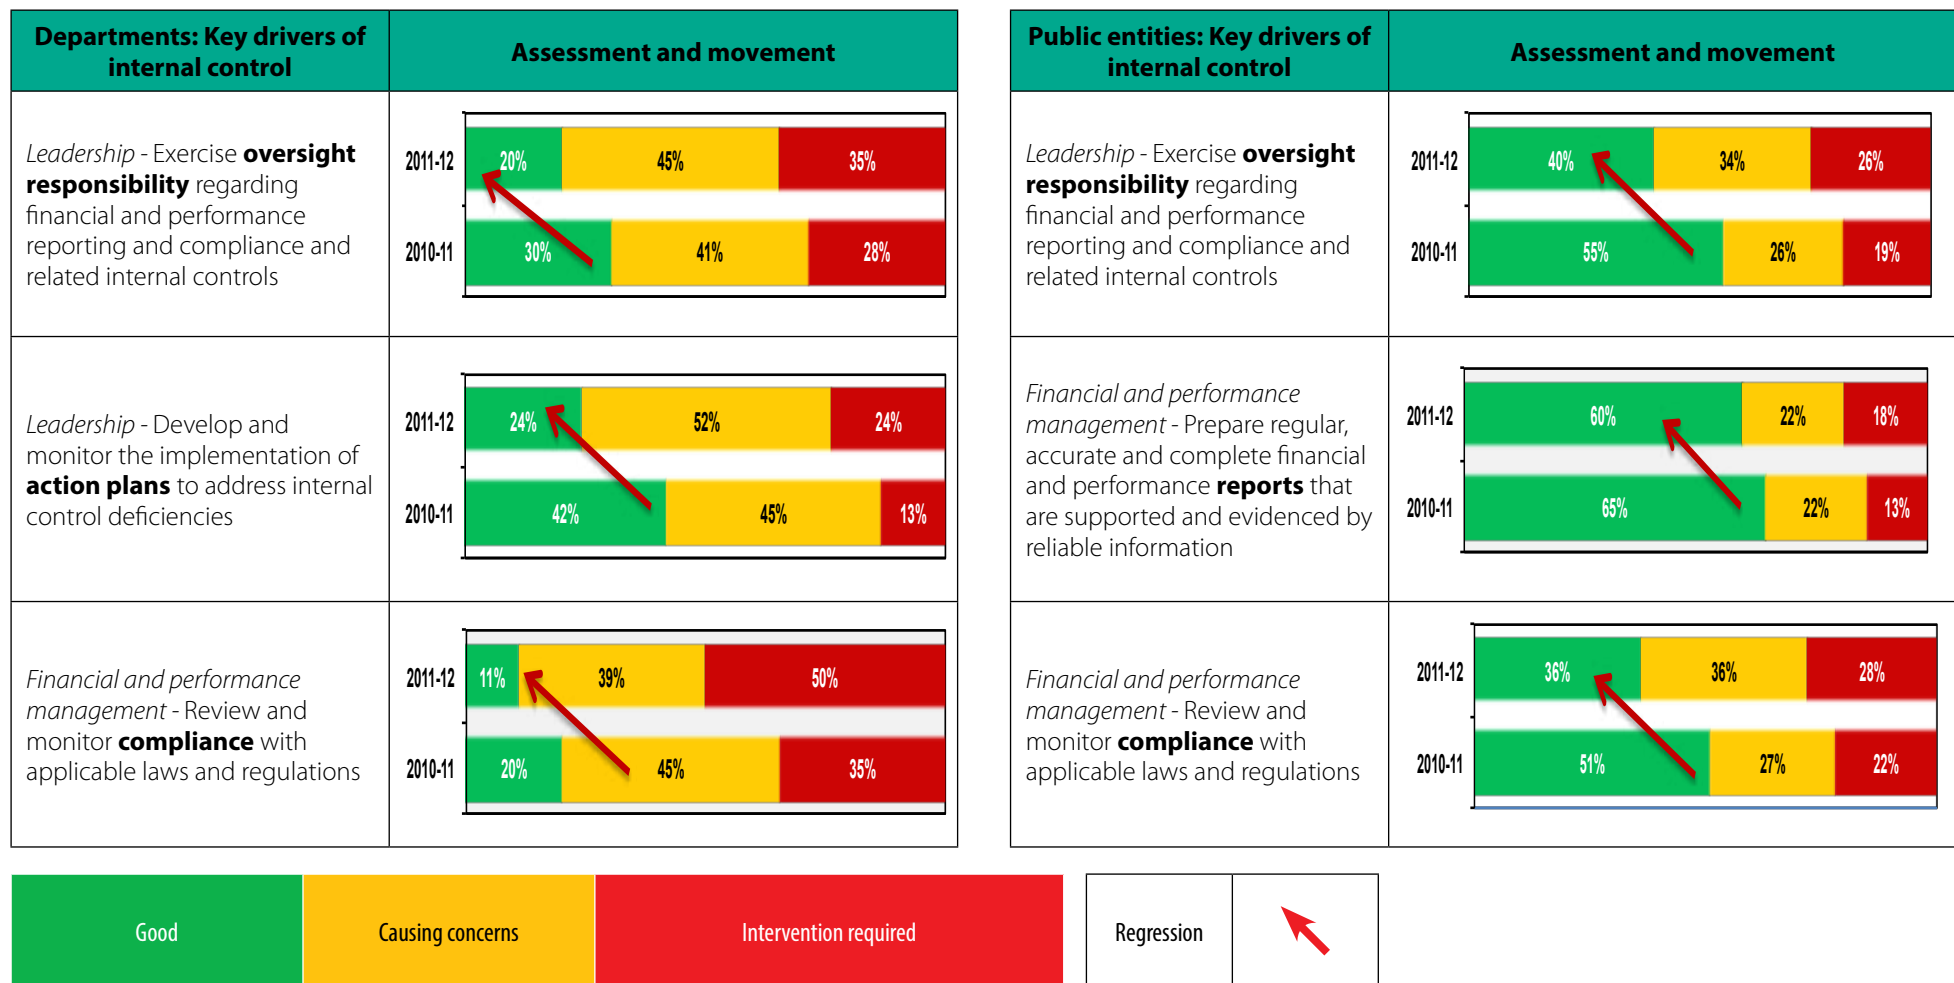 Departments: Key drivers of
internal control
Assessment and movement
Leadership - Exercise oversight
responsibility regarding
financial and performance
reporting and compliance and
related internal controls
2011-12 20% 45% 35%
2010-11 30% 41% 28%
Leadership - Develop and
monitor the implementation of
action plans to address internal
control deficiencies
2011-12 24% 52% 24%
2010-11 42% 45% 13%
Financial and performance
management - Review and
monitor compliance with
applicable laws and regulations
2011-12 11% 39% 50%
2010-11 20% 45% 35%
Public entities: Key drivers of
internal control
Assessment and movement
Leadership - Exercise oversight
responsibility regarding
financial and performance
reporting and compliance and
related internal controls
2011-12 40% 34% 26%
2010-11 55% 26% 19%
Financial and performance
management - Prepare regular,
accurate and complete financial
and performance reports that
are supported and evidenced by
reliable information
2011-12 60% 22% 18%
2010-11 65% 22% 13%
Financial and performance
management - Review and
monitor compliance with
applicable laws and regulations
2011-12 36% 36% 28%
2010-11 51% 27% 22%
Good Causing concerns Intervention required Regression